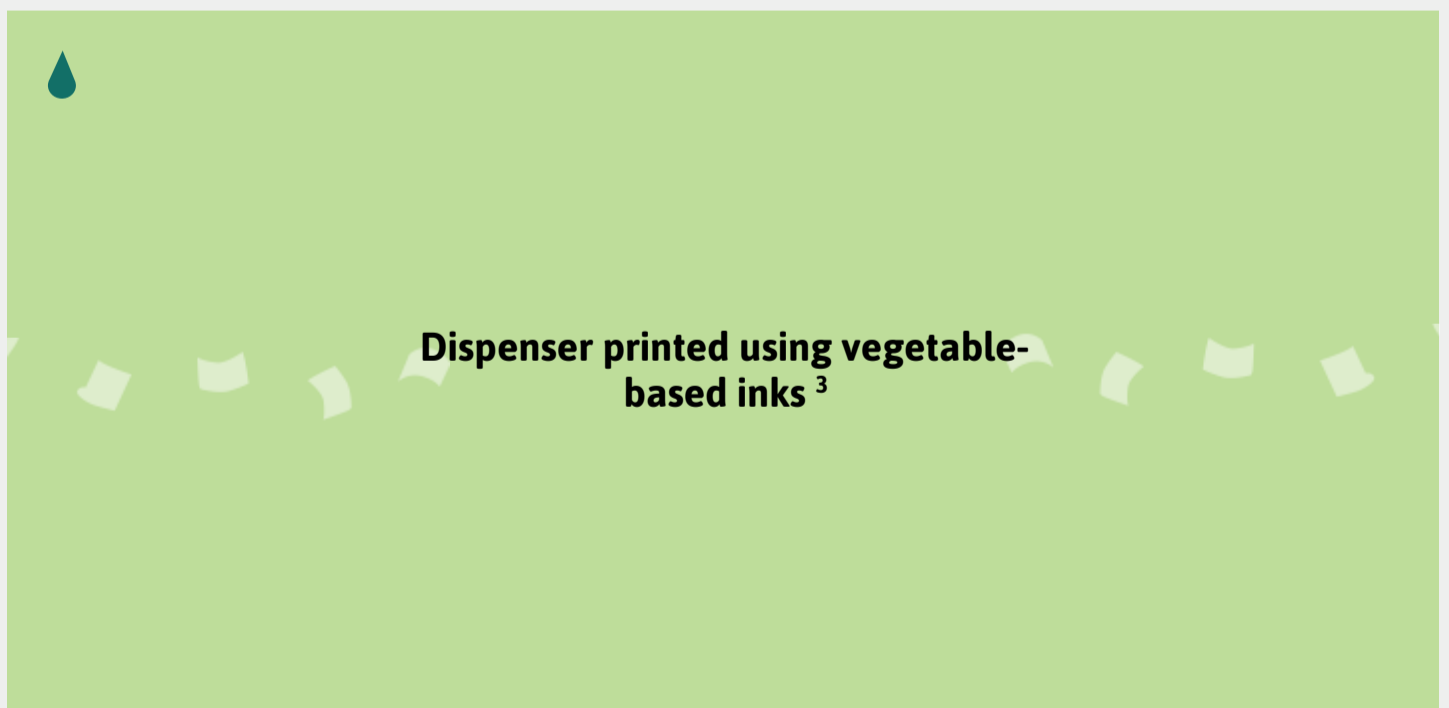 Dispenser printed using vegetable-
based inks ³